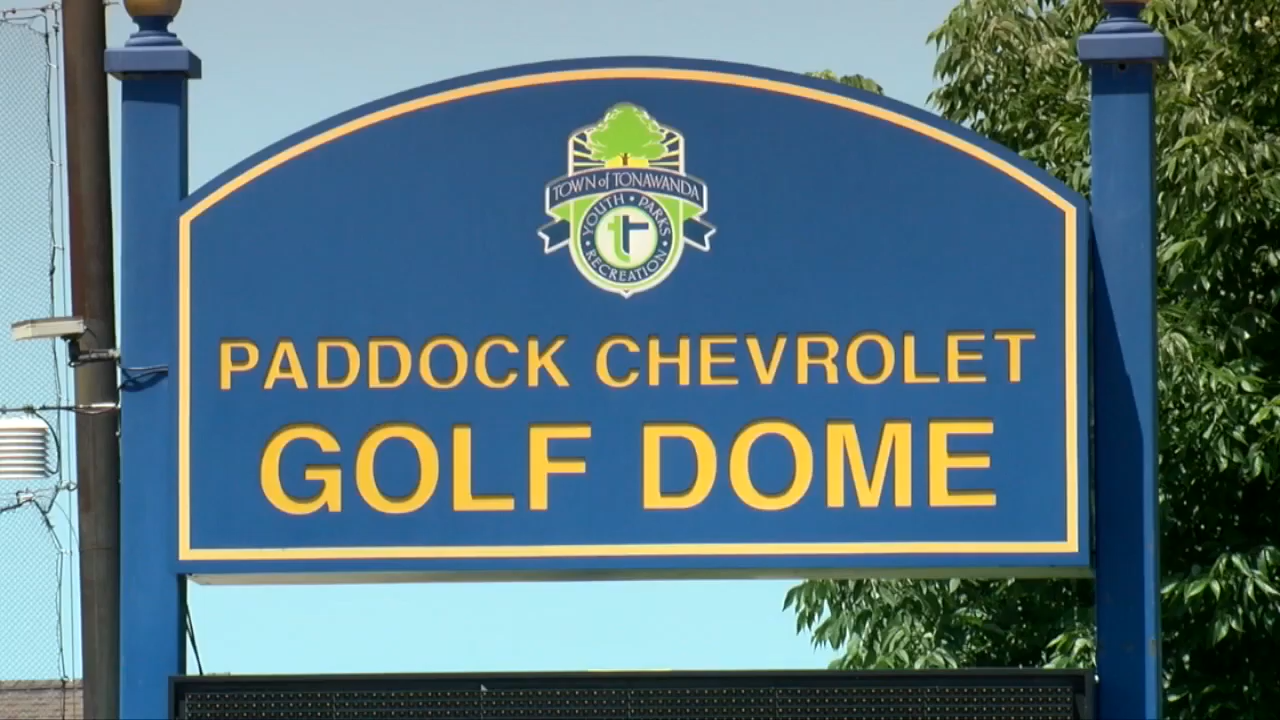 TOWN of TONAWANDA
YOUTH • PARKS
• RECREATION •
PADDOCK CHEVROLET
GOLF DOME